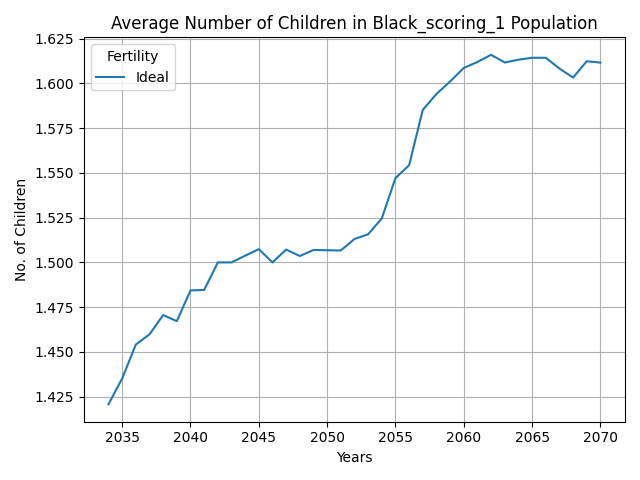 Average Number of Children in Black_scoring_1 Population
Fertility
Ideal
No. of Children
1.625
1.600
1.575
1.550
1.525
1.500
1.475
1.450
1.425
2035 2040 2045 2050 2055 2060 2065 2070
Years